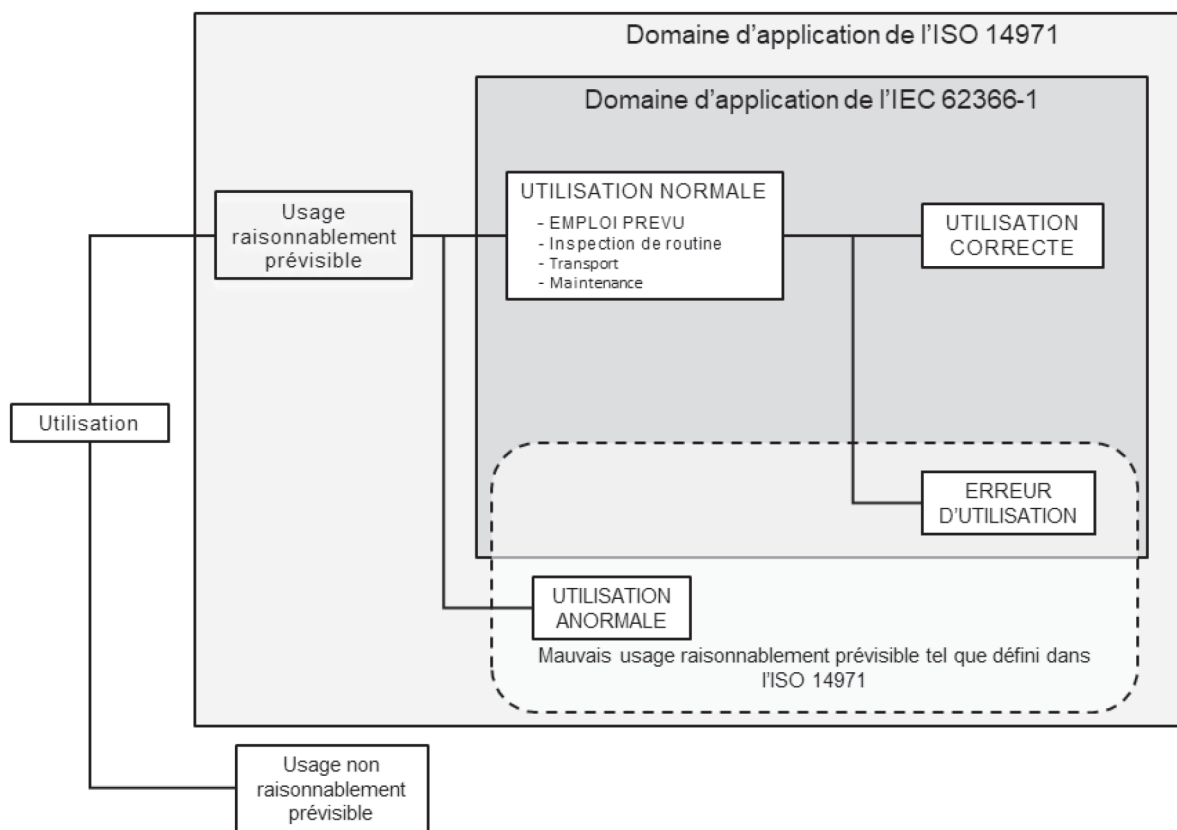 Domaine d’application de l’ISO 14971
Domaine d’application de l’IEC 62366-1
Usage
raisonnablement
prévisible
UTILISATION NORMALE
- EMPLOI PREVU
- Inspection de routine
- Transport
- Maintenance
UTILISATION
CORRECTE
Utilisation
ERREUR
D’UTILISATION
UTILISATION
ANORMALE
Mauvais usage raisonnablement prévisible tel que défini dans
l’ISO 14971
Usage non
raisonnablement
prévisible